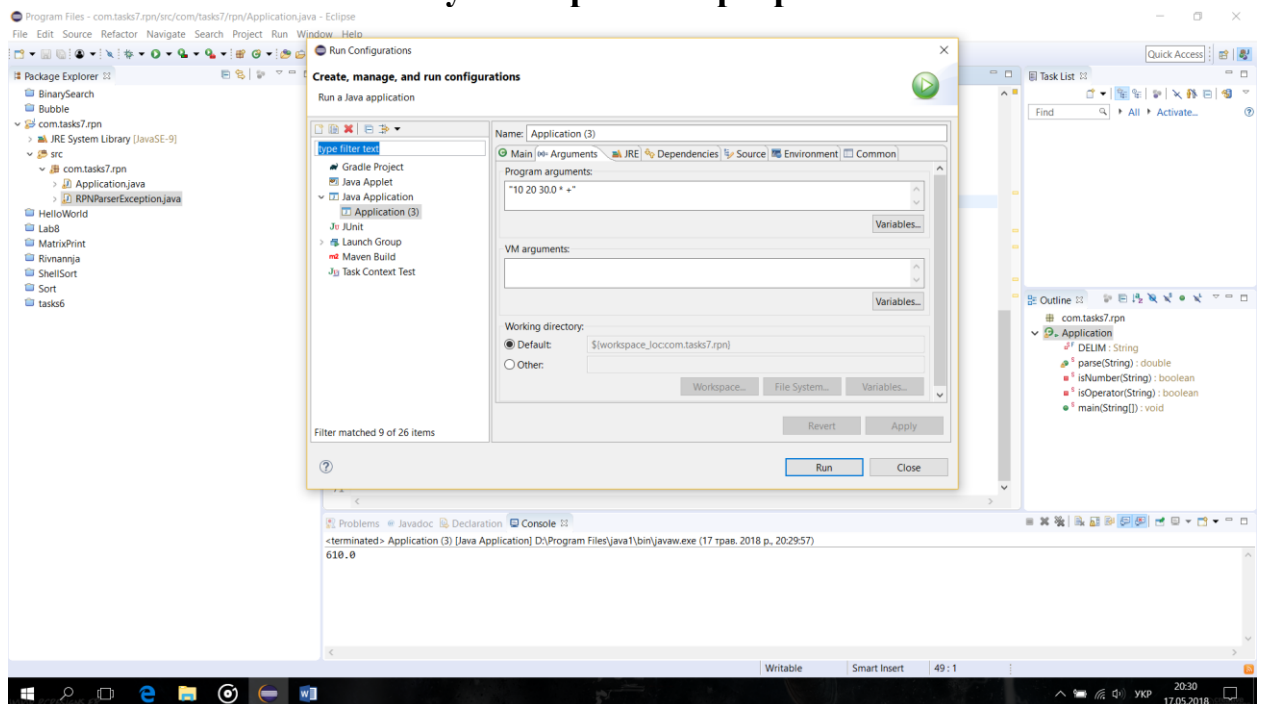 Program Files - com.tasks7.rpn/src/com/tasks7/rpn/Application.java - Eclipse
File Edit Source Refactor Navigate Search Project Run Window Help
Quick Access
Package Explorer
BinarySearch
Bubble
com.tasks7.rpn
JRE System Library [JavaSE-9]
src
com.tasks7.rpn
Application.java
RPNParserException.java
HelloWorld
Lab8
MatrixPrint
Rivnannja
ShellSort
Sort
tasks6
Run Configurations
Create, manage, and run configurations
Run a Java application
type filter text
Gradle Project
Java Applet
Java Application
Application (3)
JUnit
Launch Group
Maven Build
Task Context Test
Filter matched 9 of 26 items
Name: Application (3)
Main Arguments JRE Dependencies Source Environment Common
Program arguments:
"10 20 30.0 * +"
Variables...
VM arguments:
Variables...
Working directory:
Default: ${workspace_loc:com.tasks7.rpn}
Other:
Workspace... File System... Variables...
Revert Apply
Run Close
Task List
Find All Activate...
Outline
com.tasks7.rpn
Application
DELIM : String
parse(String) : double
isNumber(String) : boolean
isOperator(String) : boolean
main(String[]) : void
Problems Javadoc Declaration Console
<terminated> Application (3) [Java Application] D:\Program Files\java1\bin\javaw.exe (17 трав. 2018 р., 20:29:57)
610.0
Writable Smart Insert 49 : 1
УКР
20:30
17.05.2018